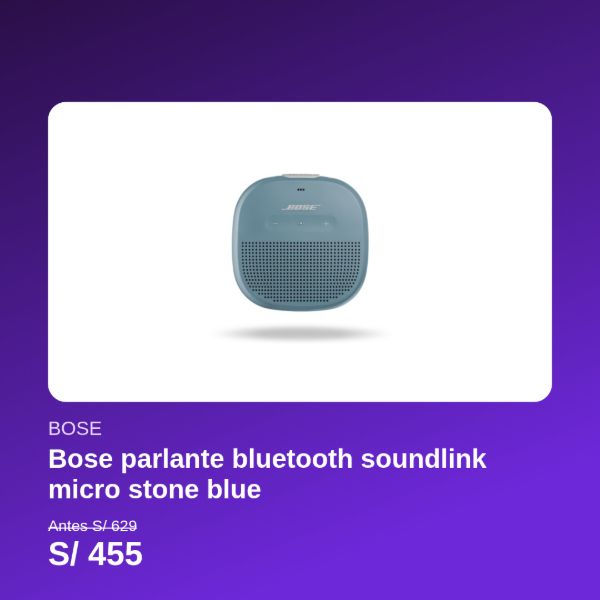 BOSE
BOSE
Bose parlante bluetooth soundlink
micro stone blue
Antes S/ 629
S/ 455